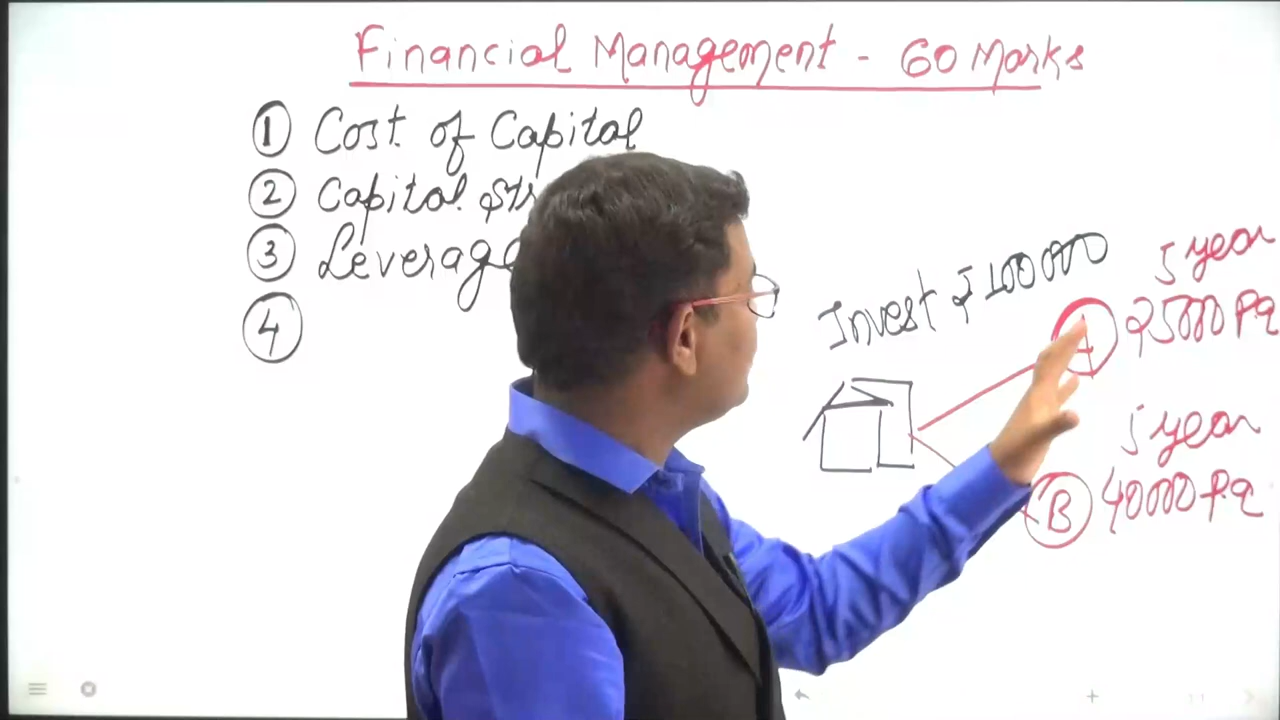 Financial Management - 60 Marks
1 Cost of Capital
2 Capital Str
3 Leverage
4
Invest ₹100000
5 year
A 25000 Pa
5 year
B 40000 Pa